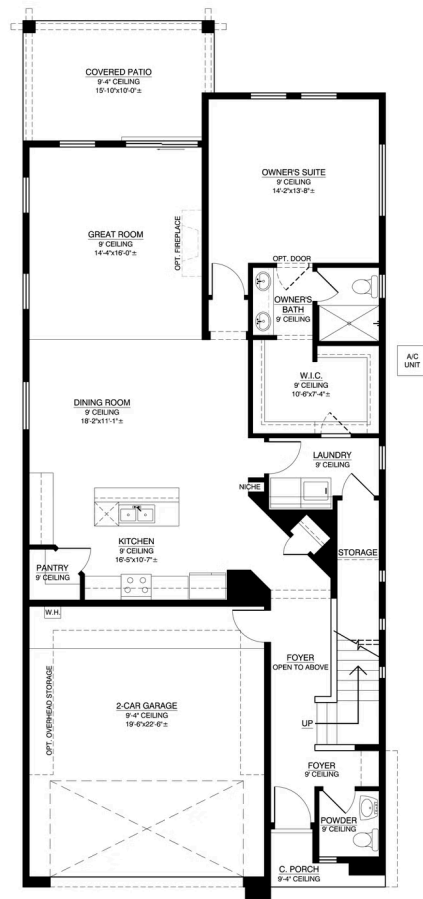 COVERED PATIO
9'-4" CEILING
15'-10"x10'-0"±
OWNER'S SUITE
9' CEILING
14'-2"x13'-8"±
GREAT ROOM
9' CEILING
14'-4"x16'-0"±
OPT. FIREPLACE
OPT. DOOR
OWNER'S
BATH
9' CEILING
A/C
UNIT
W.I.C.
9' CEILING
10'-6"x7'-4"±
DINING ROOM
9' CEILING
18'-2"x11'-1"±
LAUNDRY
9' CEILING
NICHE
KITCHEN
9' CEILING
16'-5"x10'-7"±
STORAGE
PANTRY
9' CEILING
W.H.
FOYER
OPEN TO ABOVE
OPT. OVERHEAD STORAGE
2-CAR GARAGE
9'-4" CEILING
19'-6"x22'-6"±
UP
FOYER
9' CEILING
POWDER
9' CEILING
C. PORCH
9'-4" CEILING